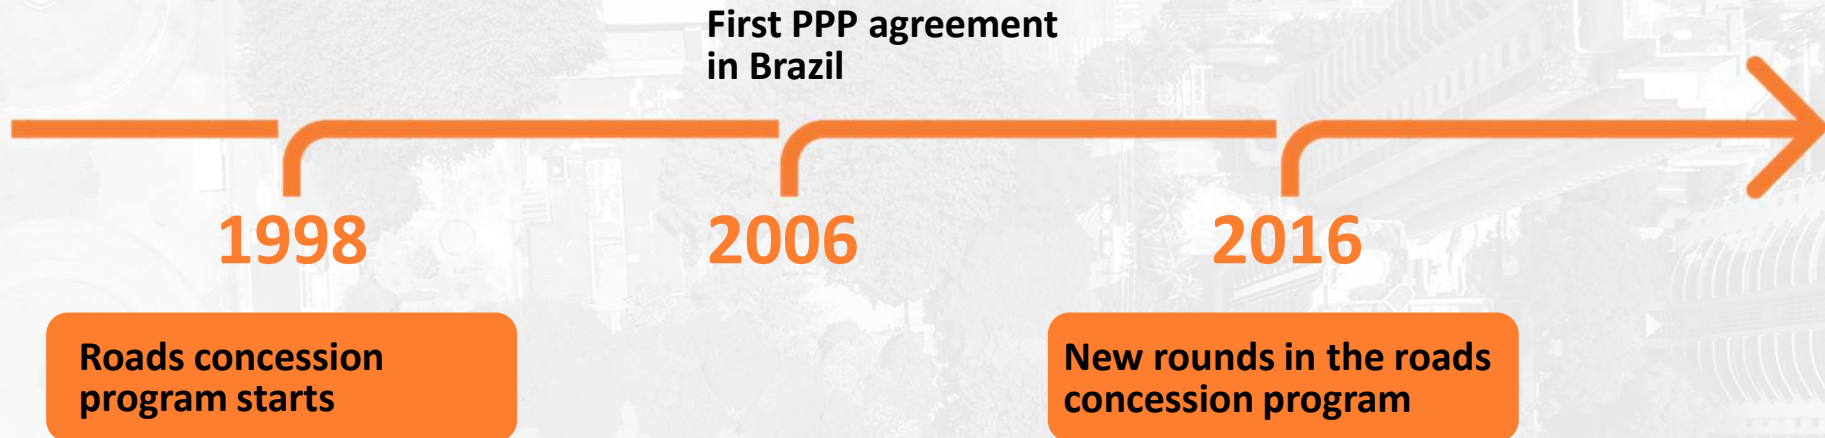 First PPP agreement
in Brazil
1998
2006
2016
Roads concession
program starts
New rounds in the roads
concession program